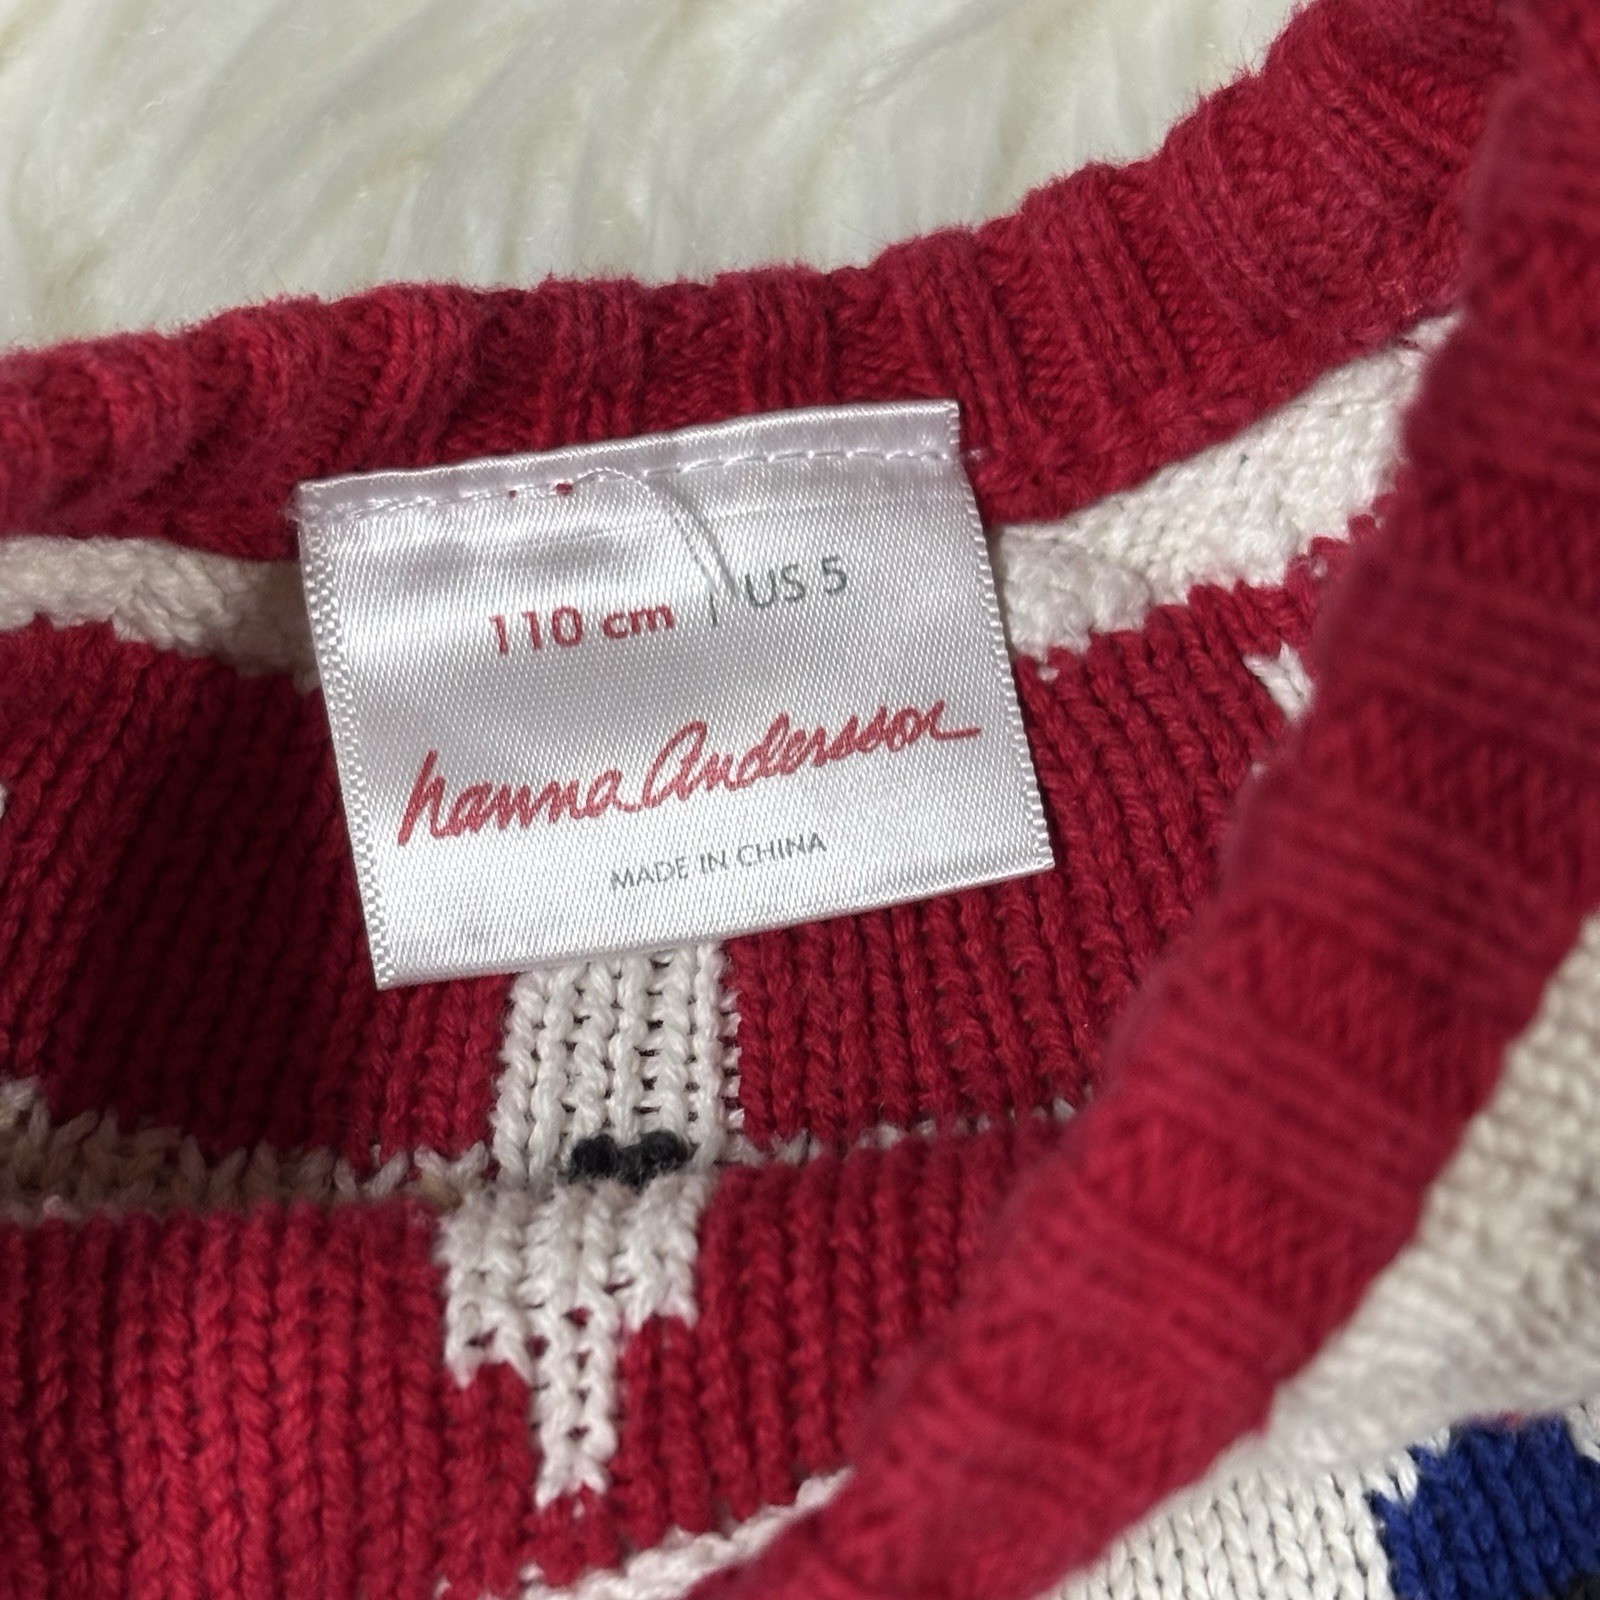 110 cm | US 5
hanna Andersson
MADE IN CHINA